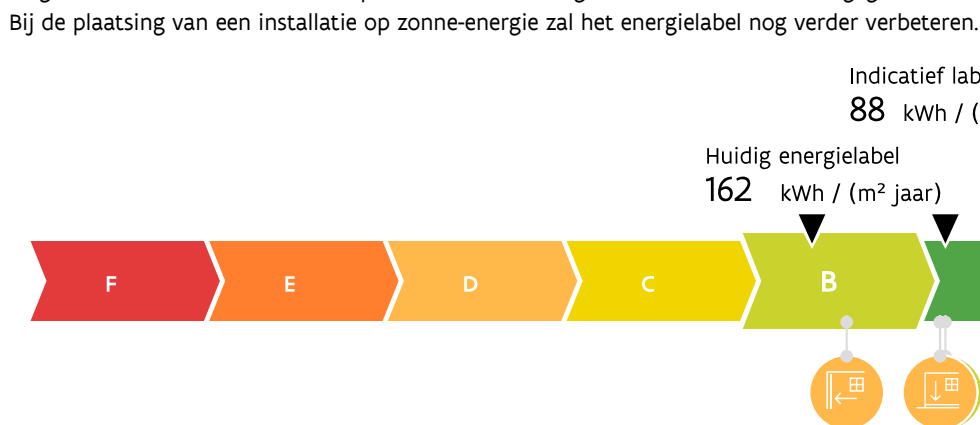 Bij de plaatsing van een installatie op zonne-energie zal het energielabel nog verder verbeteren.
Indicatief
88 kWh / (
Huidig energielabel
162 kWh / (m² jaar)
F E D C B